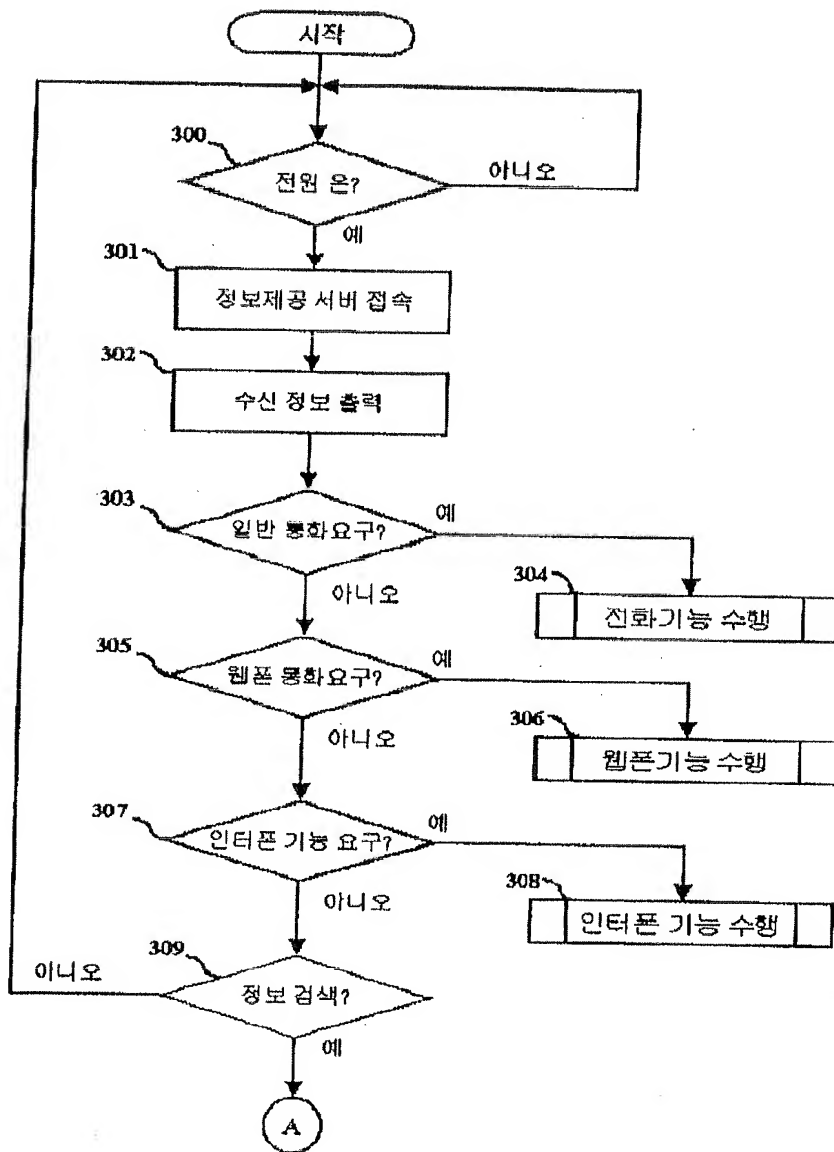 시작
300
전원 온?
아니오
예
301
정보제공 서버 접속
302
수신 정보 출력
303
일반 통화요구?
예
304
전화기능 수행
아니오
305
웹폰 통화요구?
예
306
웹폰기능 수행
아니오
307
인터폰 기능 요구?
예
308
인터폰 기능 수행
아니오
309
아니오
정보 검색?
예
A